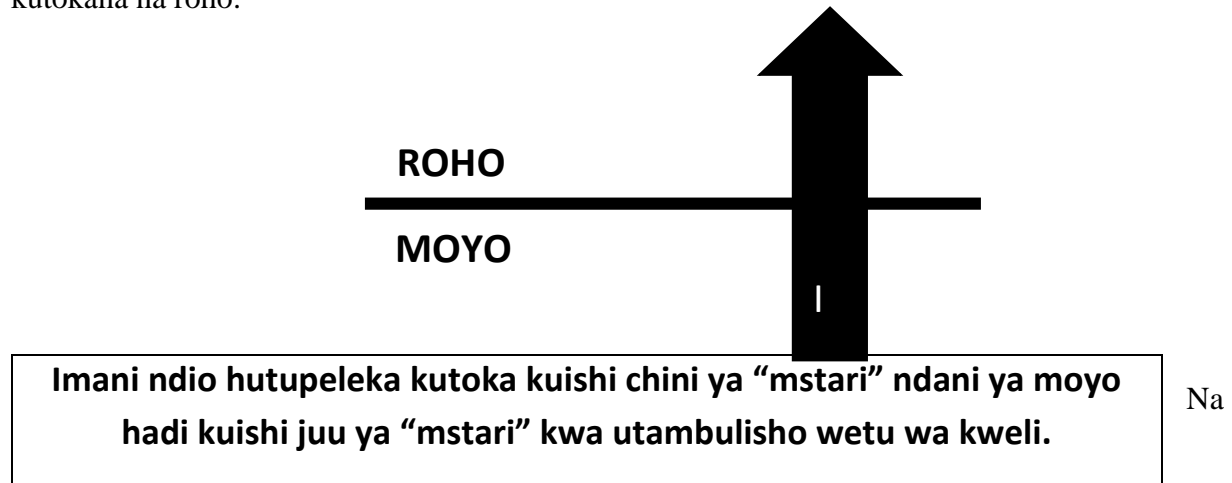 kutokana na roho.
ROHO
MOYO
I
Imani ndio hutupeleka kutoka kuishi chini ya “mstari” ndani ya moyo
hadi kuishi juu ya “mstari” kwa utambulisho wetu wa kweli.
Na